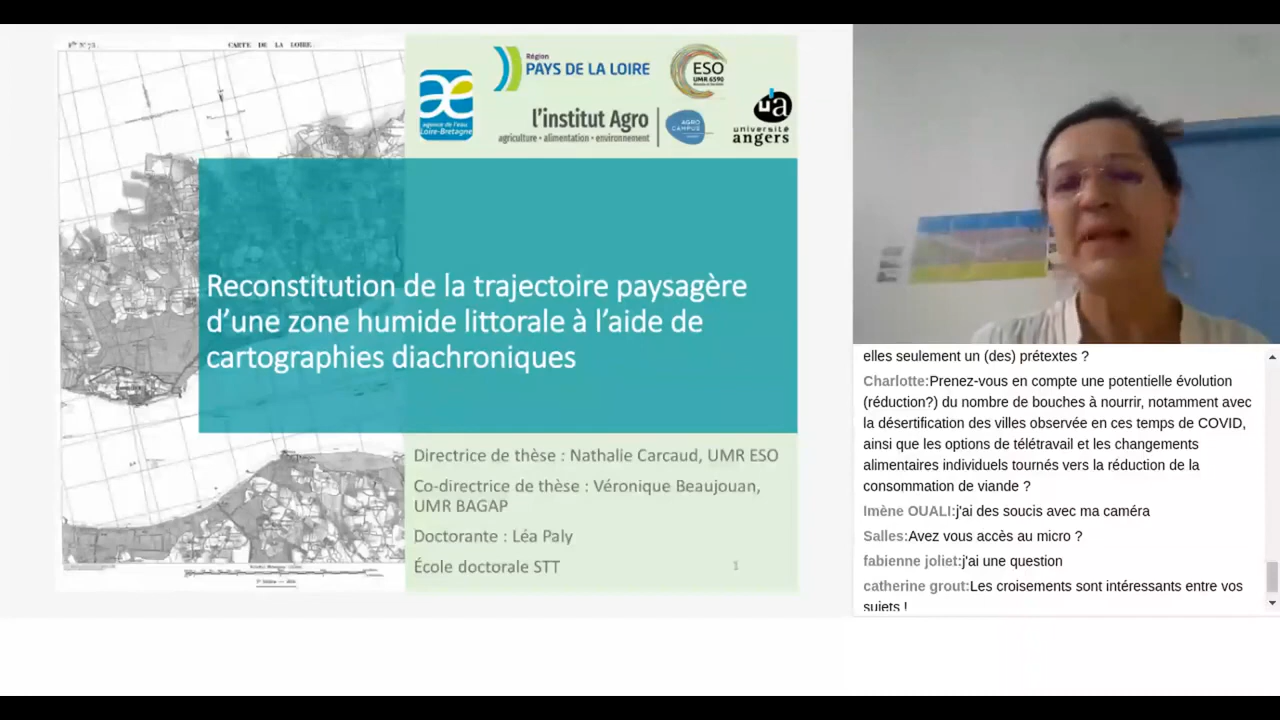 CARTE DE LA LOIRE.
Région
PAYS DE LA LOIRE
ESO
UMR 6590
agence de l'eau
Loire-Bretagne
l'institut Agro
agriculture • alimentation • environnement
AGRO
CAMPUS
ua
université
angers
Reconstitution de la trajectoire paysagère
d'une zone humide littorale à l'aide de
cartographies diachroniques
Directrice de thèse : Nathalie Carcaud, UMR ESO
Co-directrice de thèse : Véronique Beaujouan,
UMR BAGAP
Doctorante : Léa Paly
École doctorale STT
1
elles seulement un (des) prétextes ?
Charlotte:Prenez-vous en compte une potentielle évolution
(réduction?) du nombre de bouches à nourrir, notamment avec
la désertification des villes observée en ces temps de COVID,
ainsi que les options de télétravail et les changements
alimentaires individuels tournés vers la réduction de la
consommation de viande ?
Imène OUALI:j'ai des soucis avec ma caméra
Salles:Avez vous accès au micro ?
fabienne joliet:j'ai une question
catherine grout:Les croisements sont intéressants entre vos
sujets !